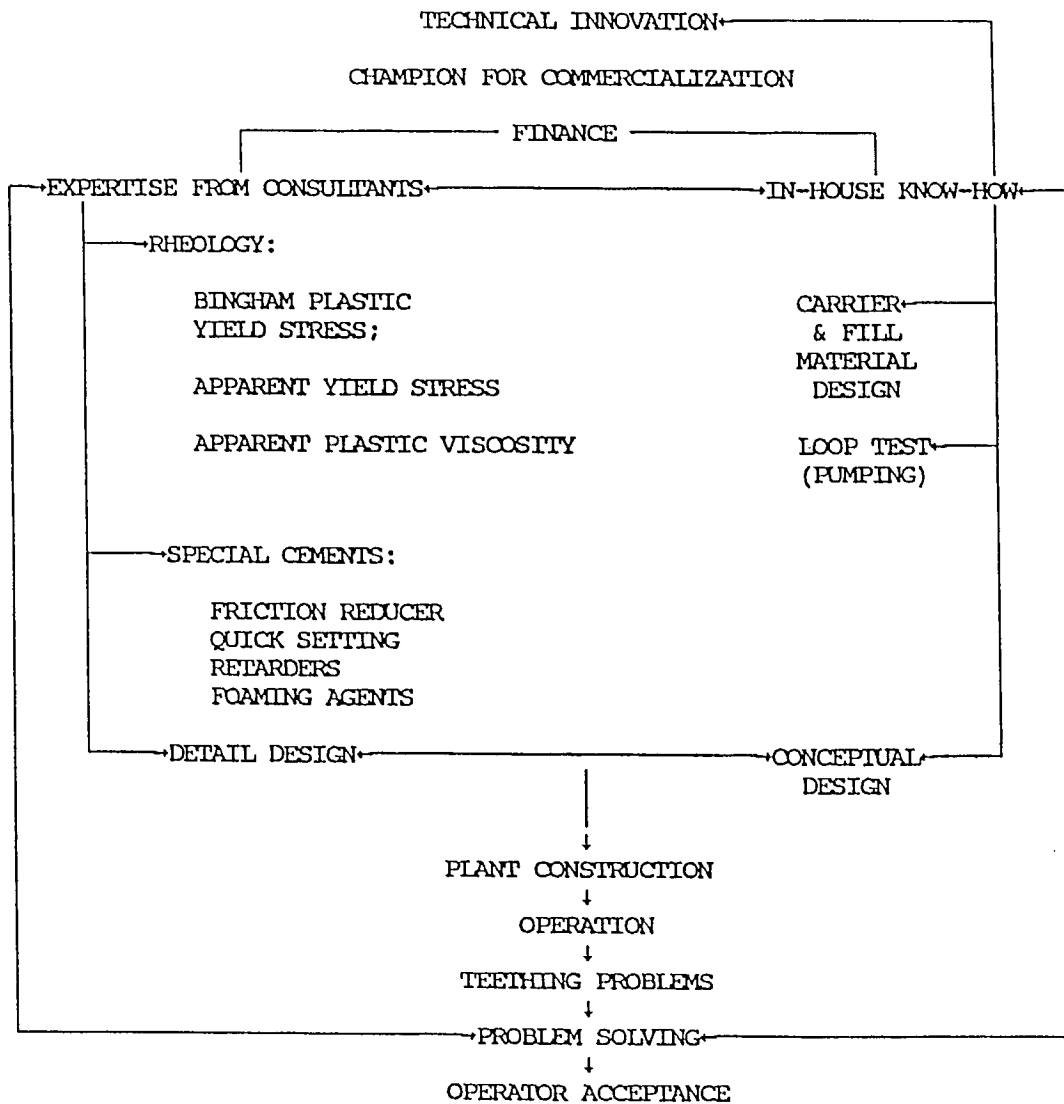 TECHNICAL INNOVATION
CHAMPION FOR COMMERCIALIZATION
FINANCE
EXPERTISE FROM CONSULTANTS
IN-HOUSE KNOW-HOW
RHEOLOGY:
BINGHAM PLASTIC
YIELD STRESS;
APPARENT YIELD STRESS
APPARENT PLASTIC VISCOSITY
CARRIER
& FILL
MATERIAL
DESIGN
LOOP TEST
(PUMPING)
SPECIAL CEMENTS:
FRICTION REDUCER
QUICK SETTING
RETARDERS
FOAMING AGENTS
DETAIL DESIGN
CONCEPTUAL
DESIGN
PLANT CONSTRUCTION
OPERATION
TEETHING PROBLEMS
PROBLEM SOLVING
OPERATOR ACCEPTANCE